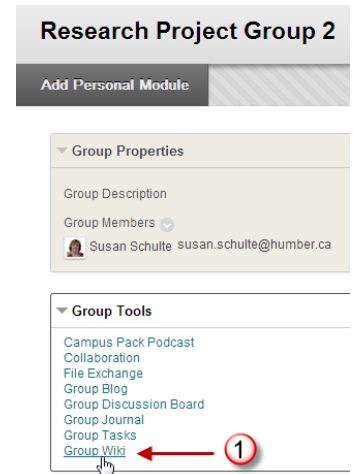 Research Project Group 2
Add Personal Module
Group Properties
Group Description
Group Members
Susan Schulte susan.schulte@humber.ca
Group Tools
Campus Pack Podcast
Collaboration
File Exchange
Group Blog
Group Discussion Board
Group Journal
Group Tasks
Group Wiki 1